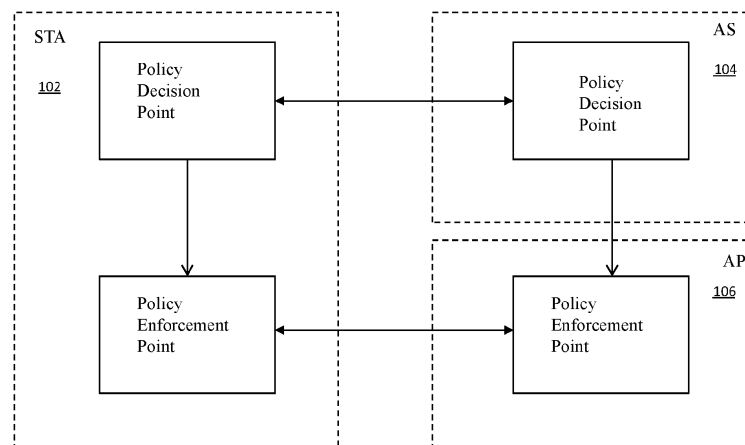 STA
102
Policy
Decision
Point
AS
104
Policy
Decision
Point
Policy
Enforcement
Point
AP
106
Policy
Enforcement
Point